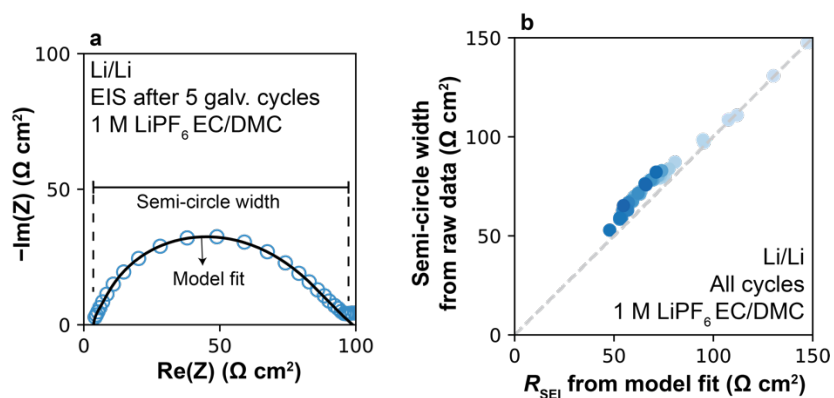 a
100
50
0
0
50
100
−Im(Z) (Ω cm²)
Re(Z) (Ω cm²)
Li/Li
EIS after 5 galv. cycles
1 M LiPF₆ EC/DMC
Semi-circle width
Model fit
b
150
100
50
0
0
50
100
150
Semi-circle width
from raw data (Ω cm²)
Li/Li
All cycles
1 M LiPF₆ EC/DMC
R_SEI from model fit (Ω cm²)